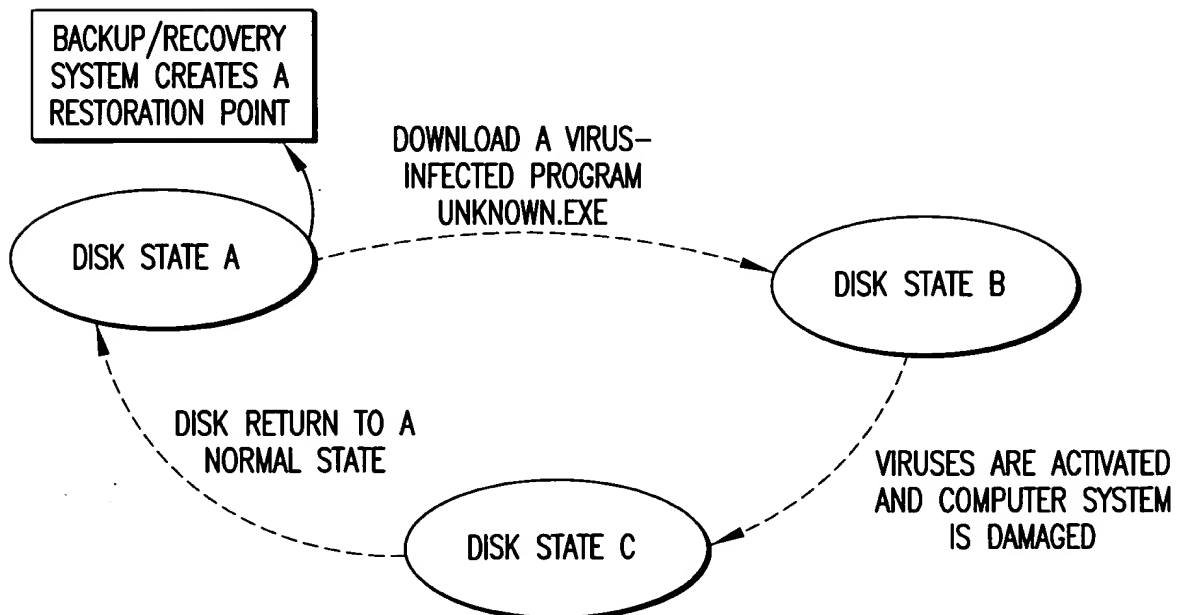 BACKUP/RECOVERY
SYSTEM CREATES A
RESTORATION POINT
DOWNLOAD A VIRUS-
INFECTED PROGRAM
UNKNOWN.EXE
DISK STATE A
DISK STATE B
DISK RETURN TO A
NORMAL STATE
VIRUSES ARE ACTIVATED
AND COMPUTER SYSTEM
IS DAMAGED
DISK STATE C